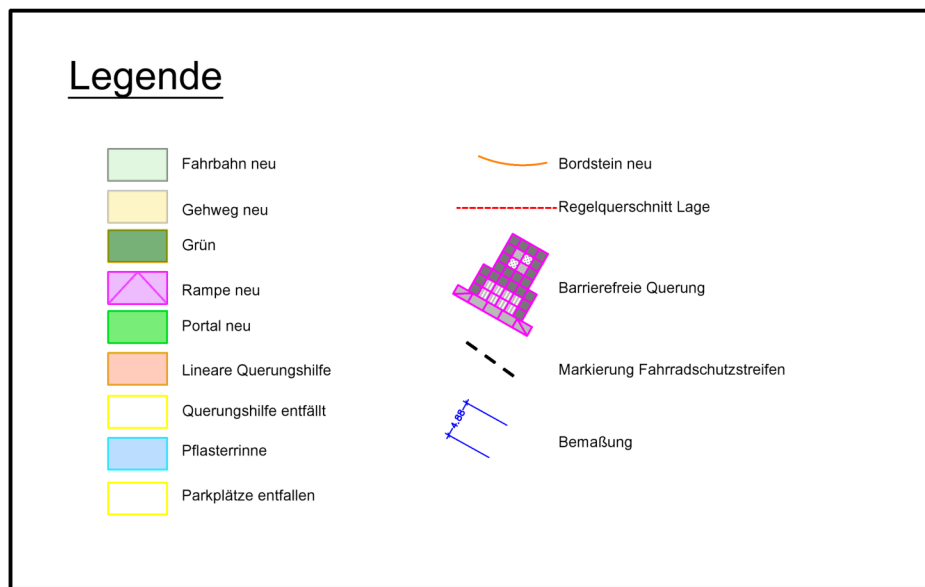 Legende
Fahrbahn neu
Gehweg neu
Grün
Rampe neu
Portal neu
Lineare Querungshilfe
Querungshilfe entfällt
Pflasterrinne
Parkplätze entfallen
Bordstein neu
Regelquerschnitt Lage
Barrierefreie Querung
Markierung Fahrradschutzstreifen
4.88
Bemaßung